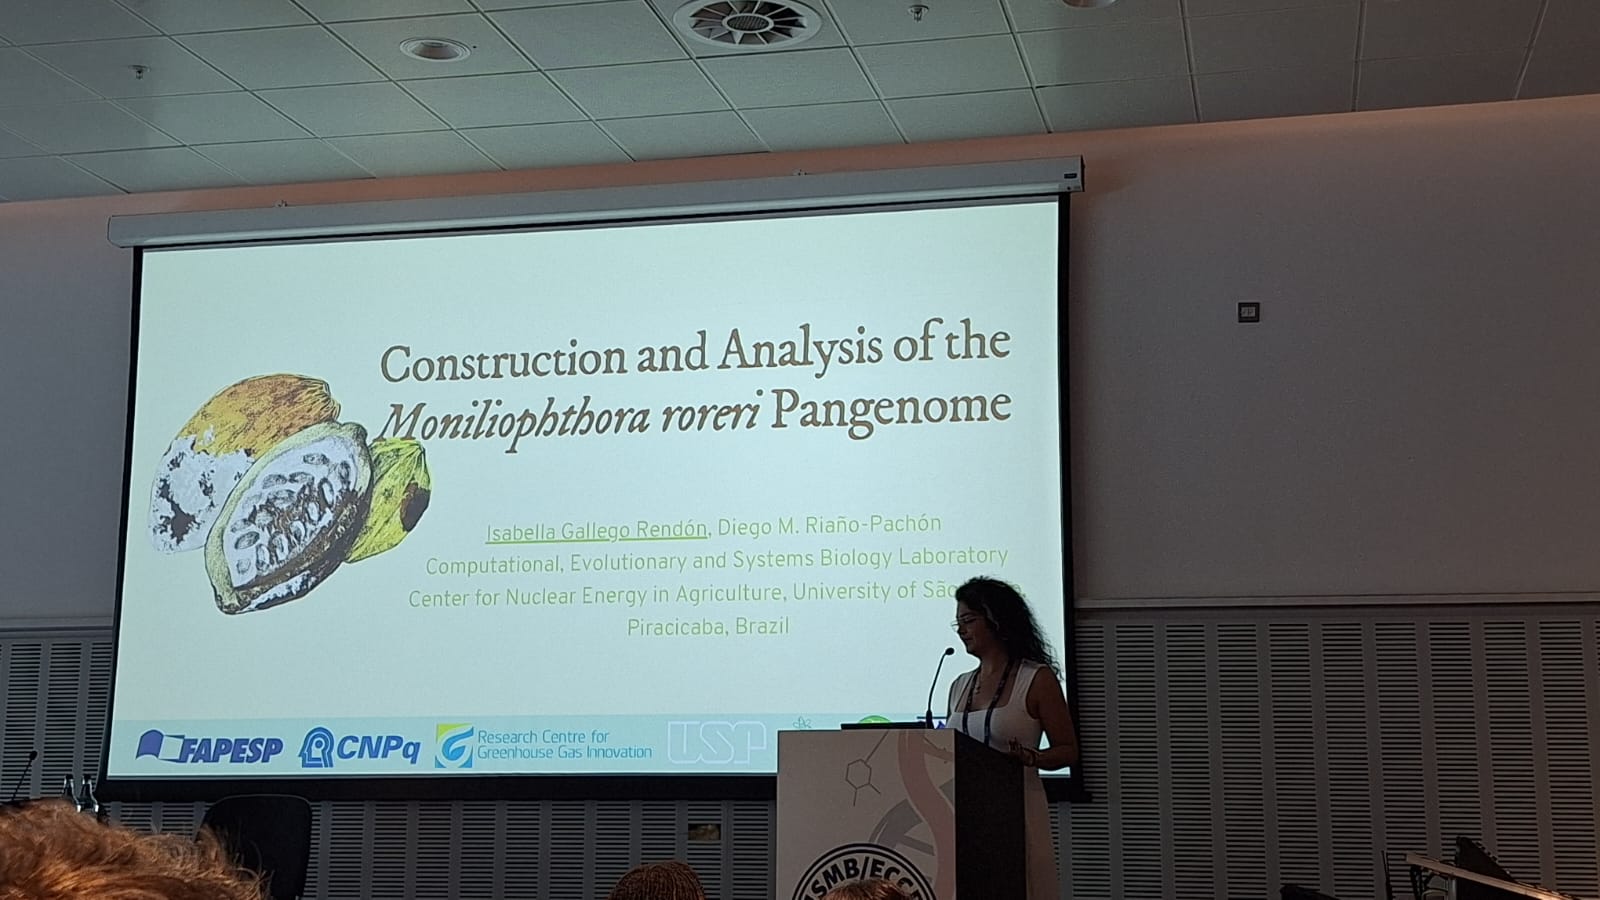 Construction and Analysis of the
Moniliophthora roreri Pangenome
Isabella Gallego Rendón, Diego M. Riaño-Pachón
Computational, Evolutionary and Systems Biology Laboratory
Center for Nuclear Energy in Agriculture, University of
Piracicaba, Brazil
FAPESP
CNPq
Research Centre for
Greenhouse Gas Innovation
USP